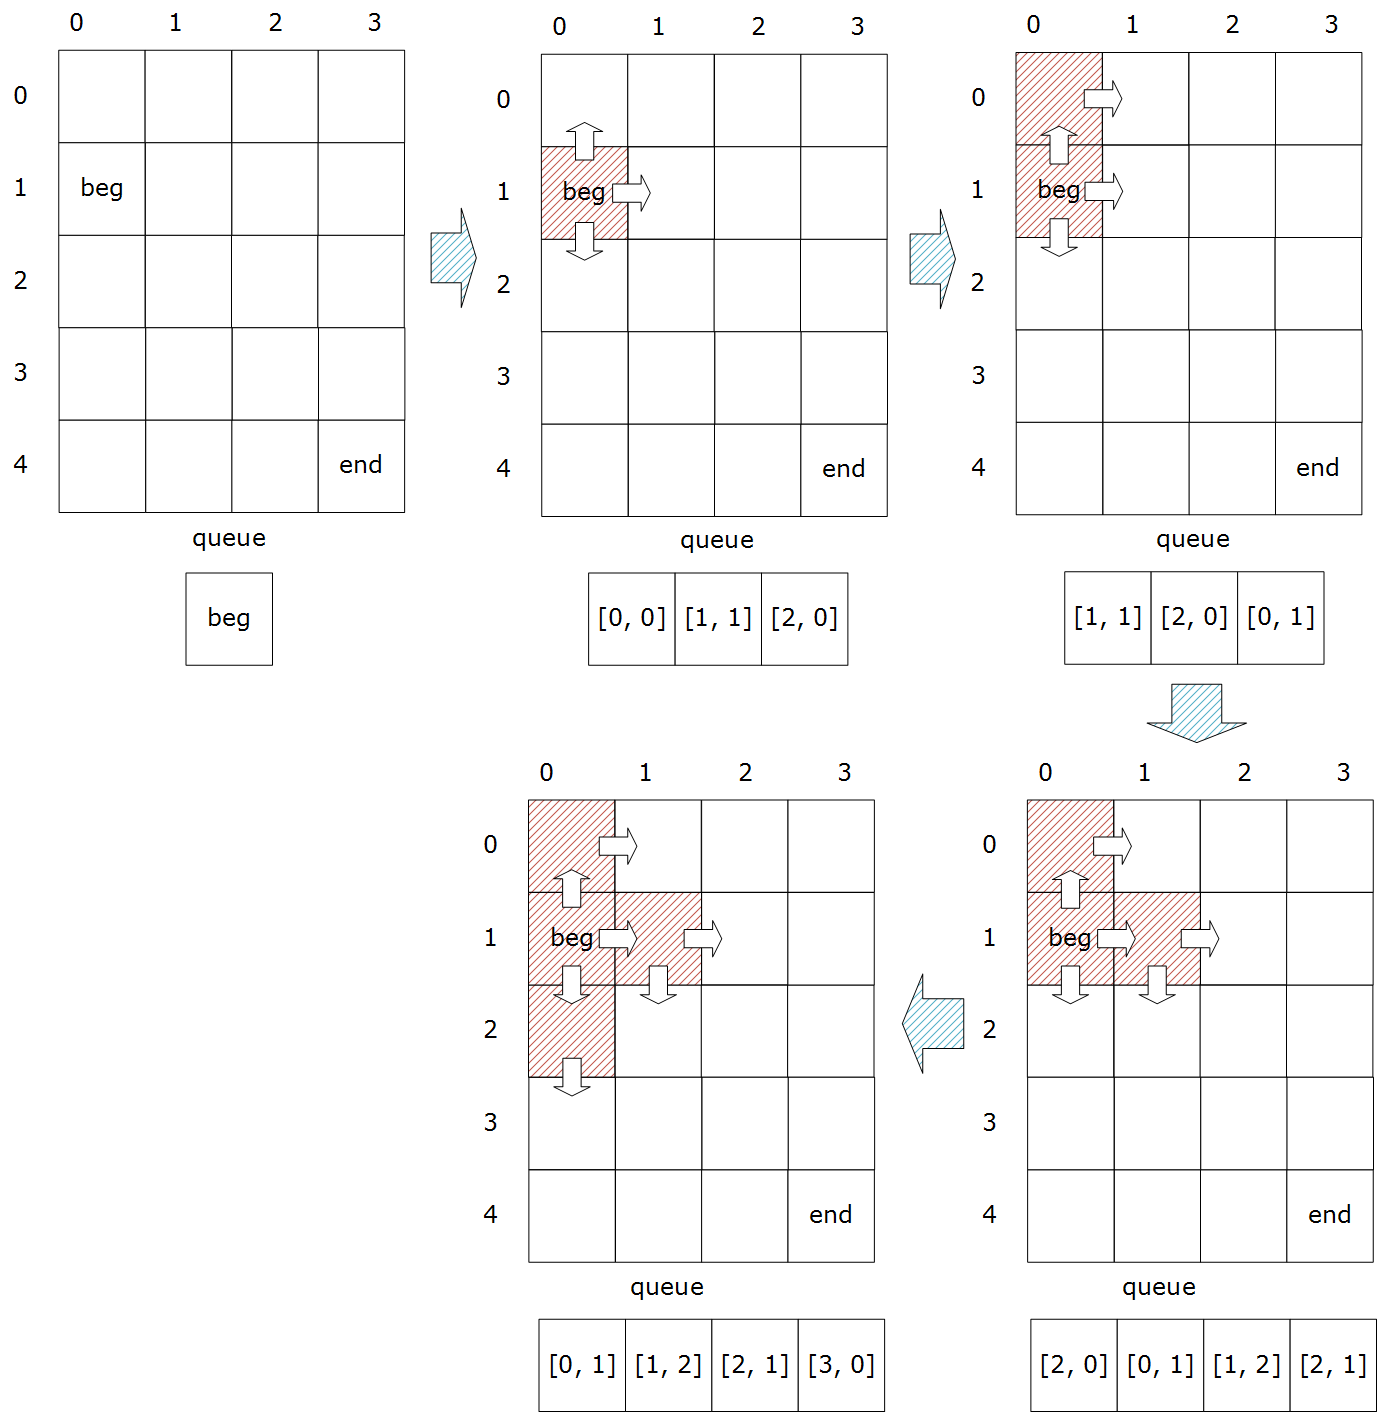 0 1 2 3
0
1 beg
2
3
4 end
queue
beg
0 1 2 3
0
1 beg
2
3
4 end
queue
[0, 0] [1, 1] [2, 0]
0 1 2 3
0
1 beg
2
3
4 end
queue
[1, 1] [2, 0] [0, 1]
0 1 2 3
0
1 beg
2
3
4 end
queue
[2, 0] [0, 1] [1, 2] [2, 1]
0 1 2 3
0
1 beg
2
3
4 end
queue
[0, 1] [1, 2] [2, 1] [3, 0]